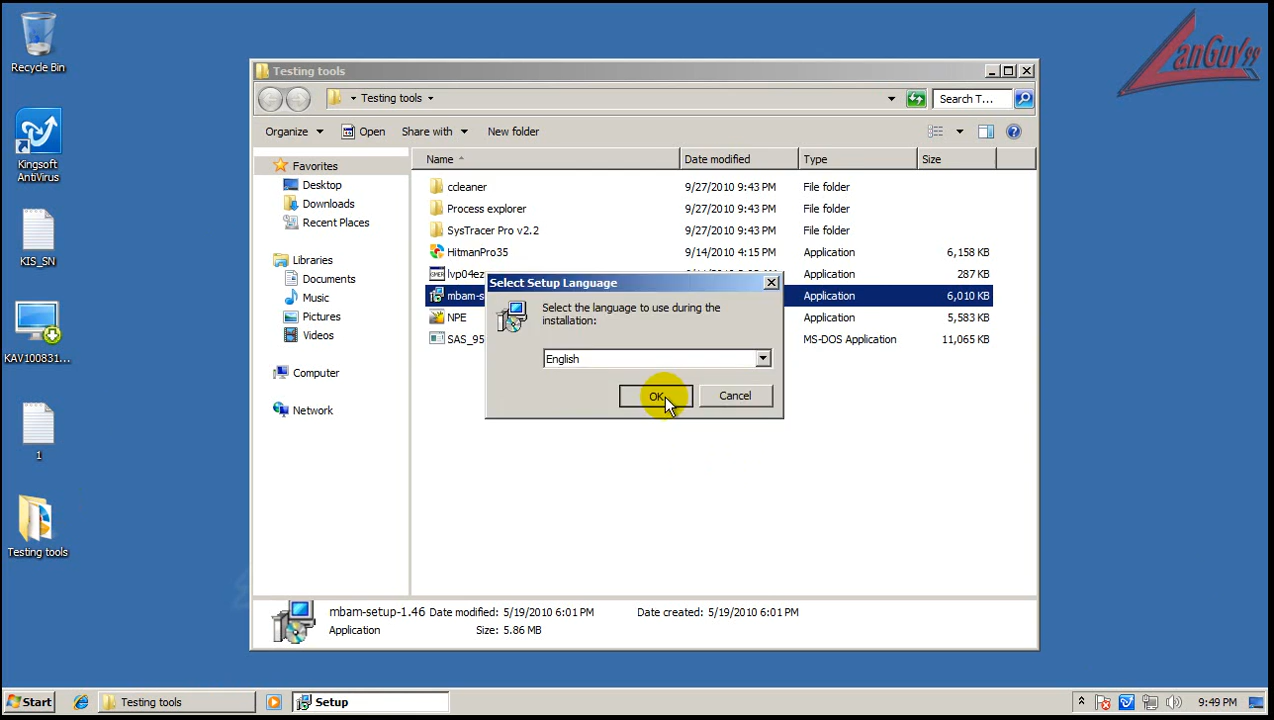 Recycle Bin
Kingsoft
AntiVirus
KIS_SN
KAV100831...
1
Testing tools
LanGuy99
Testing tools
Testing tools
Search T...
Organize
Open
Share with
New folder
Favorites
Desktop
Downloads
Recent Places
Libraries
Documents
Music
Pictures
Videos
Computer
Network
Name Date modified Type Size
ccleaner 9/27/2010 9:43 PM File folder
Process explorer 9/27/2010 9:43 PM File folder
SysTracer Pro v2.2 9/27/2010 9:43 PM File folder
HitmanPro35 9/14/2010 4:15 PM Application 6,158 KB
lvp04ez Application 287 KB
mbam-s Application 6,010 KB
NPE Application 5,583 KB
SAS_95 MS-DOS Application 11,065 KB
Select Setup Language
Select the language to use during the
installation:
English
OK
Cancel
mbam-setup-1.46 Date modified: 5/19/2010 6:01 PM Date created: 5/19/2010 6:01 PM
Application Size: 5.86 MB
Start
Testing tools
Setup
9:49 PM